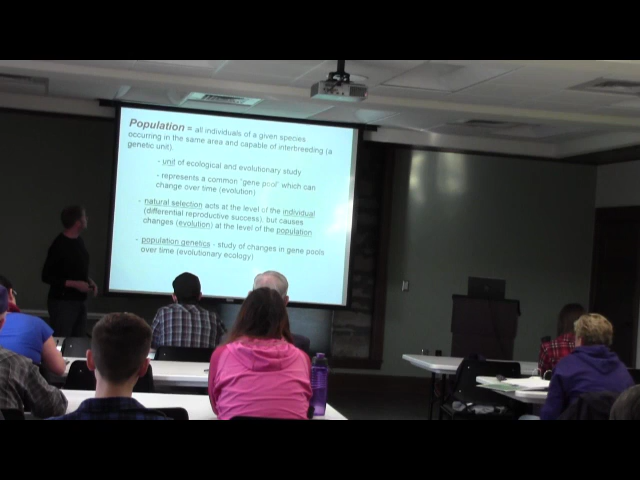 Population = all individuals of a given species
occurring in the same area and capable of interbreeding (a
genetic unit).
- unit of ecological and evolutionary study
- represents a common "gene pool" which can
change over time (evolution)
- natural selection acts at the level of the individual
(differential reproductive success), but causes
changes (evolution) at the level of the population.
- population genetics - study of changes in gene pools
over time (evolutionary ecology)